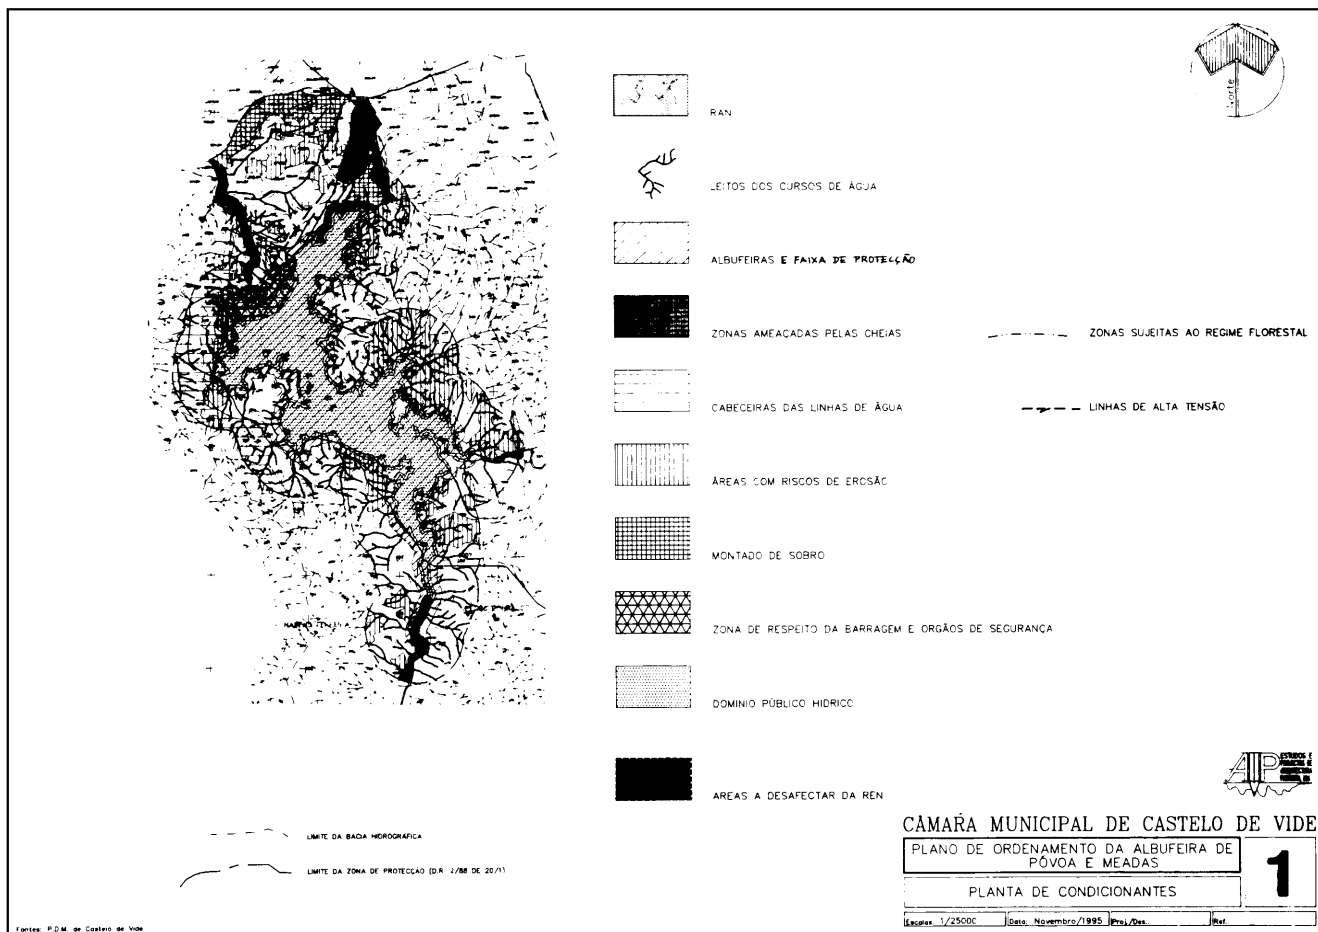 Norte
RAN
LEITOS DOS CURSOS DE ÁGUA
ALBUFEIRAS E FAIXA DE PROTECÇÃO
ZONAS AMEAÇADAS PELAS CHEIAS
ZONAS SUJEITAS AO REGIME FLORESTAL
CABECEIRAS DAS LINHAS DE ÁGUA
LINHAS DE ALTA TENSÃO
ÁREAS COM RISCOS DE EROSÃO
MONTADO DE SOBRO
ZONA DE RESPEITO DA BARRAGEM E ORGÃOS DE SEGURANÇA
DOMINIO PÚBLICO HIDRICO
AREAS A DESAFECTAR DA REN
LIMITE DA BACIA HIDROGRÁFICA
LIMITE DA ZONA DE PROTECÇÃO (D.R. 2/88 DE 20/1)
ATP
ESTUDOS E
CÂMARA MUNICIPAL DE CASTELO DE VIDE
PLANO DE ORDENAMENTO DA ALBUFEIRA DE
PÓVOA E MEADAS
1
PLANTA DE CONDICIONANTES
Escalas: 1/25000 Data: Novembro/1995 Proj./Des.: Ref.
Fontes: P.D.M. de Castelo de Vide